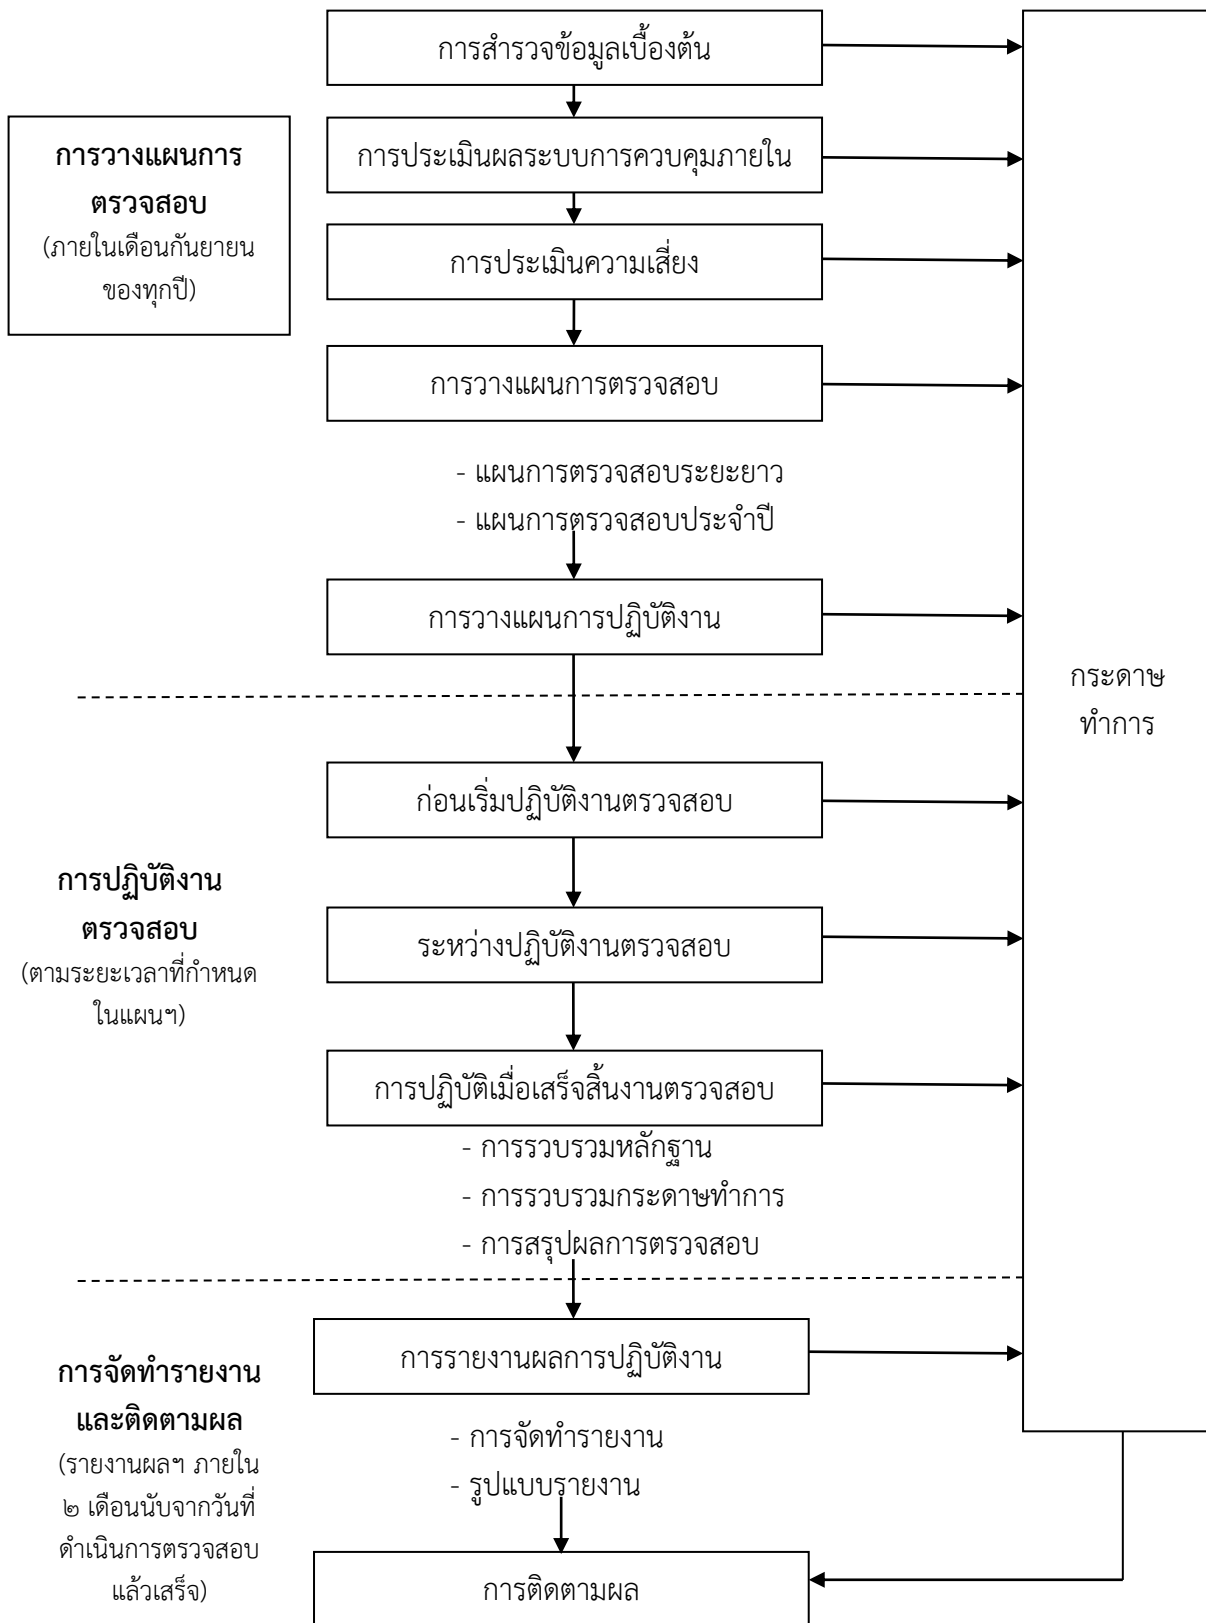 การสำรวจข้อมูลเบื้องต้น
การวางแผนการ
ตรวจสอบ
(ภายในเดือนกันยายน
ของทุกปี)
การประเมินผลระบบการควบคุมภายใน
การประเมินความเสี่ยง
การวางแผนการตรวจสอบ
- แผนการตรวจสอบระยะยาว
- แผนการตรวจสอบประจำปี
การวางแผนการปฏิบัติงาน
กระดาษ
ทำการ
ก่อนเริ่มปฏิบัติงานตรวจสอบ
การปฏิบัติงาน
ตรวจสอบ
(ตามระยะเวลาที่กำหนด
ในแผนฯ)
ระหว่างปฏิบัติงานตรวจสอบ
การปฏิบัติเมื่อเสร็จสิ้นงานตรวจสอบ
- การรวบรวมหลักฐาน
- การรวบรวมกระดาษทำการ
- การสรุปผลการตรวจสอบ
การรายงานผลการปฏิบัติงาน
การจัดทำรายงาน
และติดตามผล
(รายงานผลฯ ภายใน
๒ เดือนนับจากวันที่
ดำเนินการตรวจสอบ
แล้วเสร็จ)
- การจัดทำรายงาน
- รูปแบบรายงาน
การติดตามผล